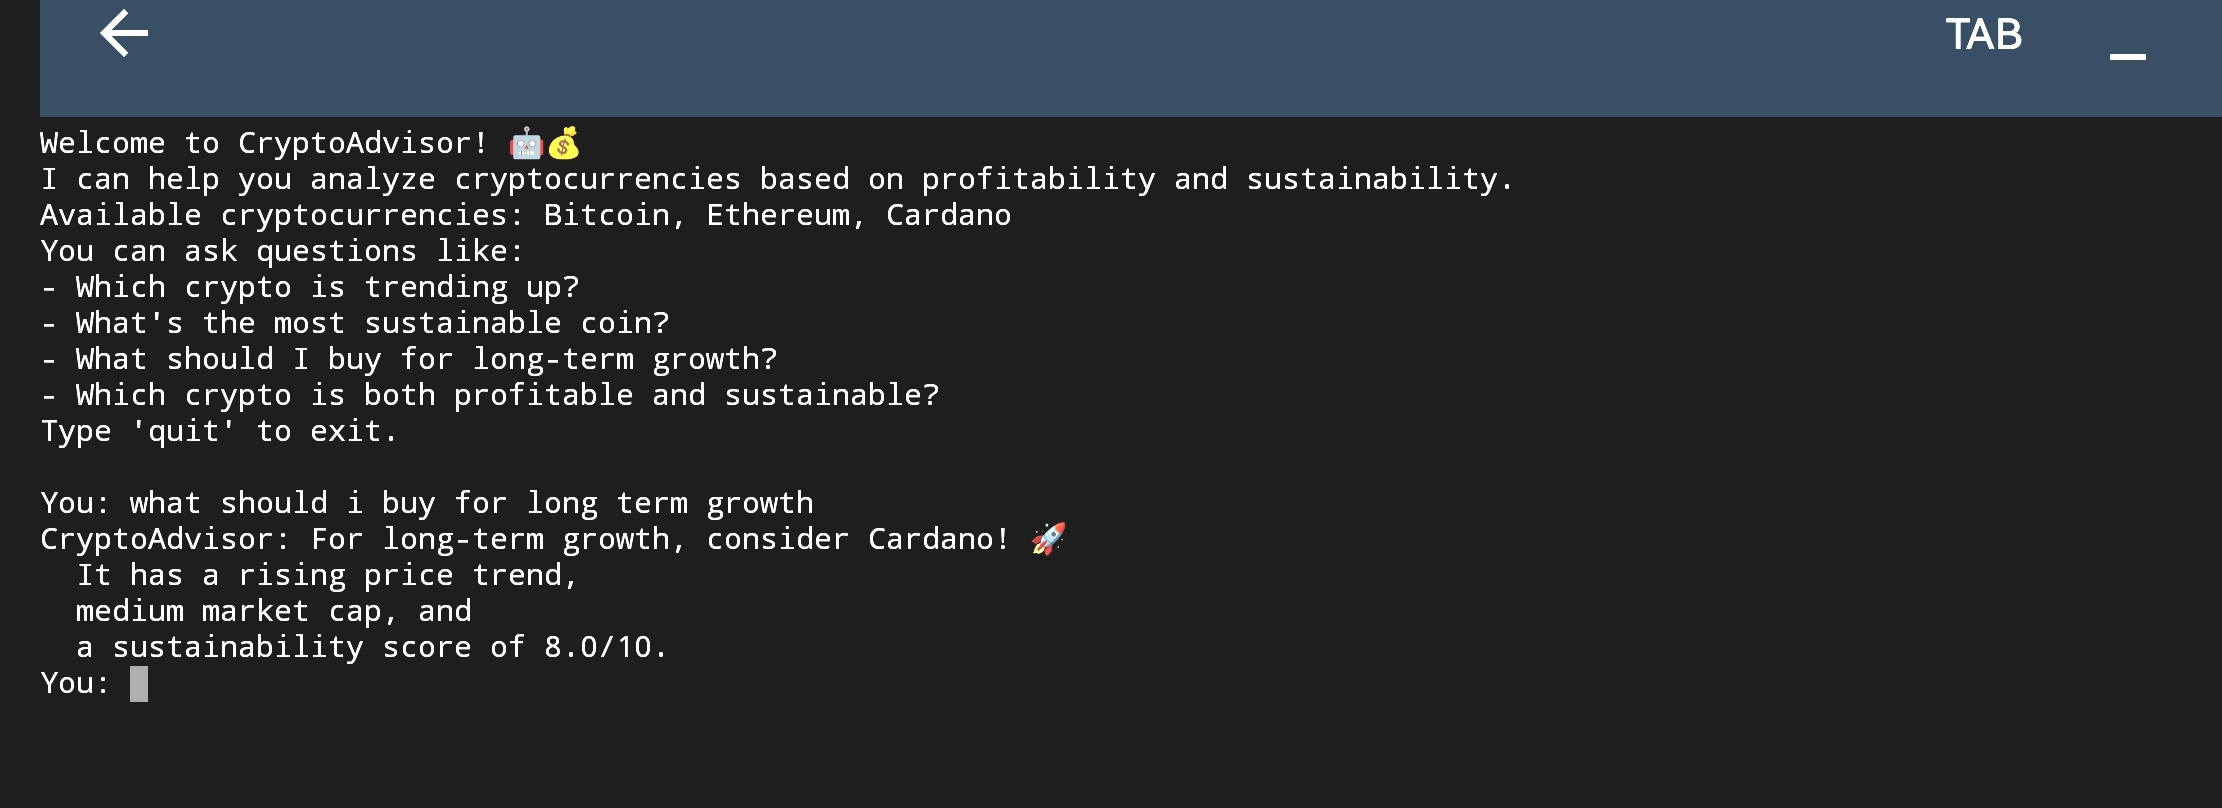 TAB _
Welcome to CryptoAdvisor! 🤖💰
I can help you analyze cryptocurrencies based on profitability and sustainability.
Available cryptocurrencies: Bitcoin, Ethereum, Cardano
You can ask questions like:
- Which crypto is trending up?
- What's the most sustainable coin?
- What should I buy for long-term growth?
- Which crypto is both profitable and sustainable?
Type 'quit' to exit.

You: what should i buy for long term growth
CryptoAdvisor: For long-term growth, consider Cardano! 🚀
  It has a rising price trend,
  medium market cap, and
  a sustainability score of 8.0/10.
You: